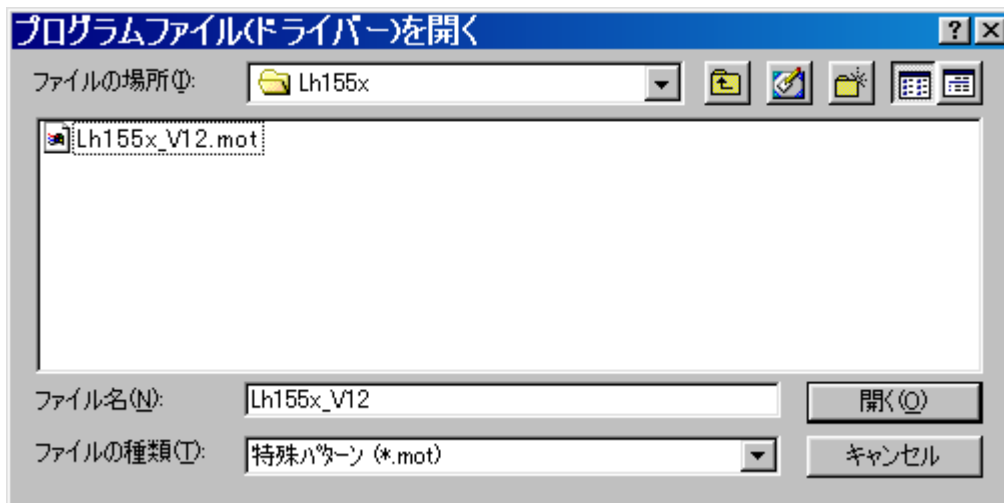 プログラムファイル(ドライバー)を開く
ファイルの場所(I):
Lh155x
Lh155x_V12.mot
ファイル名(N):
Lh155x_V12
開く(O)
ファイルの種類(T):
特殊パターン (*.mot)
キャンセル